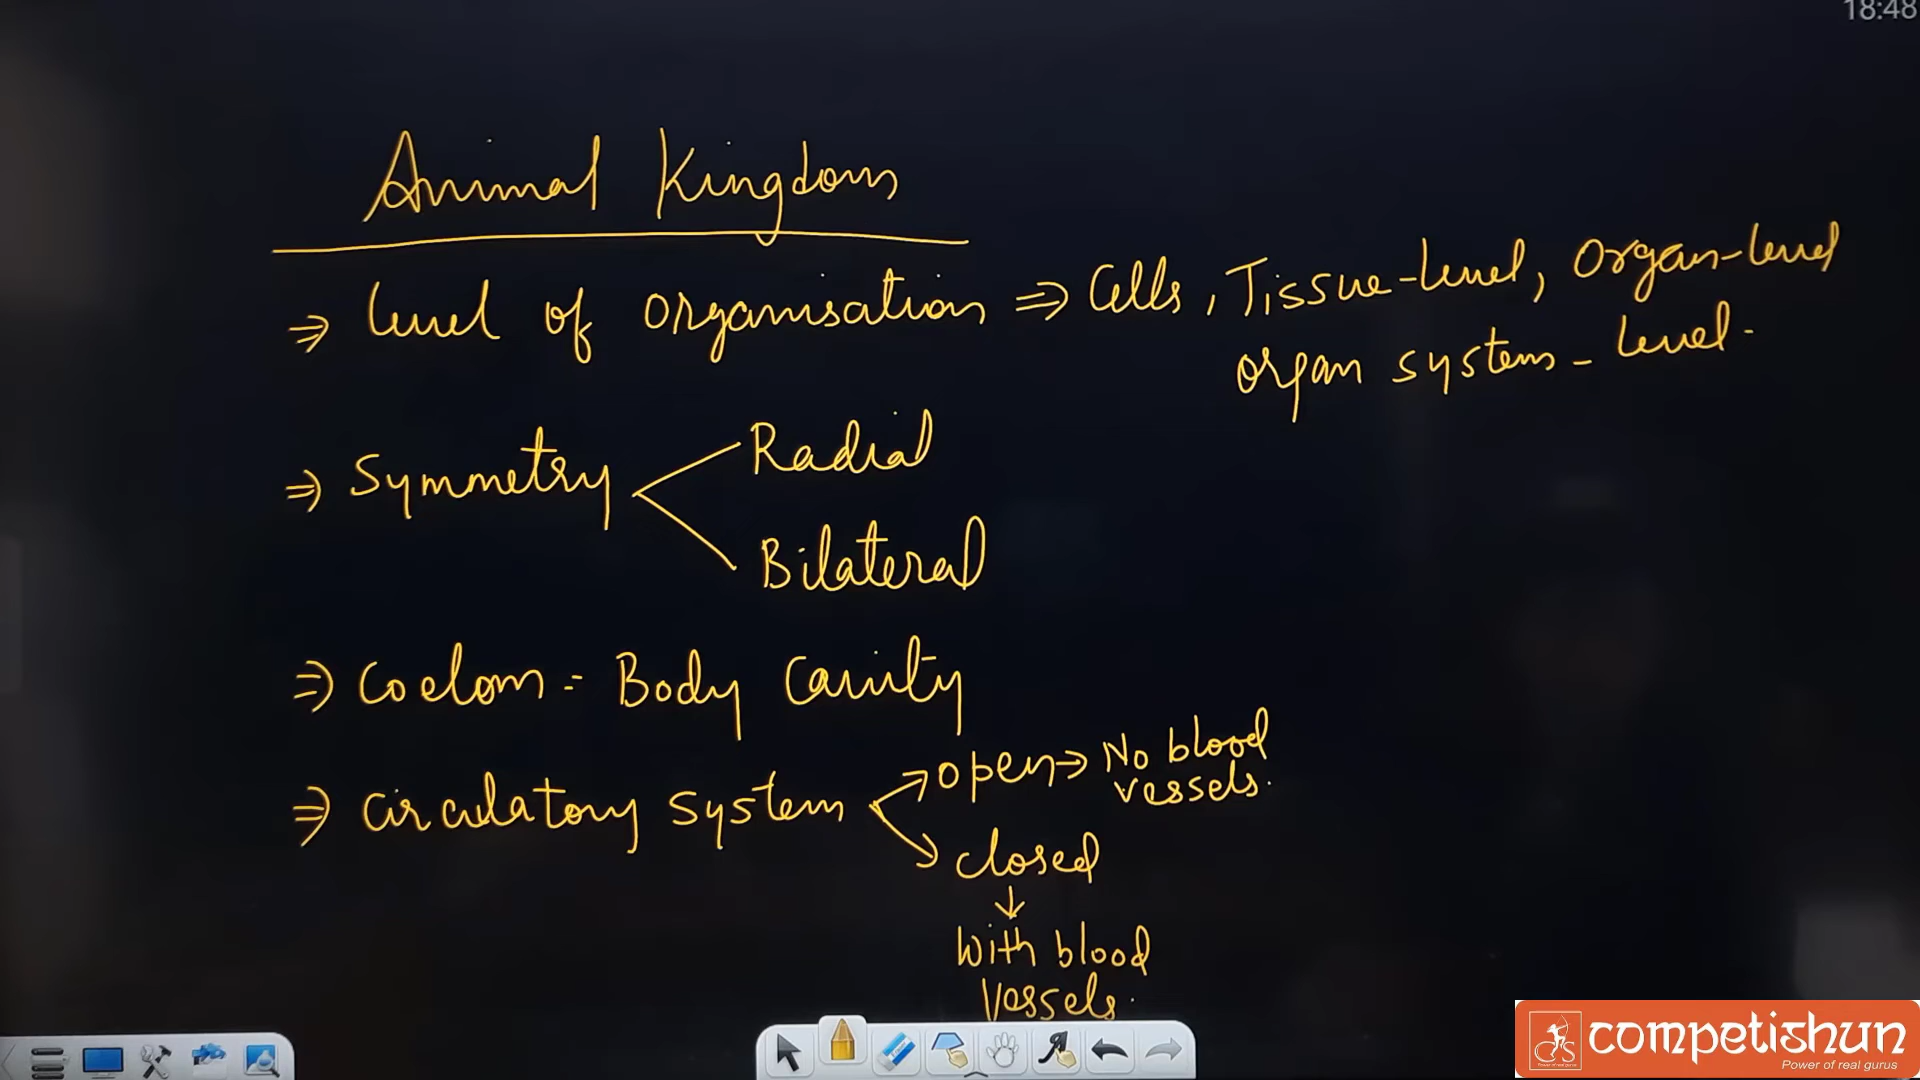 18:48
Animal Kingdom
⇒ Level of organisation ⇒ Cells, Tissue-level, Organ-level
organ system - level.
⇒ Symmetry
Radial
Bilateral
⇒ Coelom = Body Cavity
⇒ Circulatory system
→ open → No blood
vessels.
→ closed
↓
With blood
Vessels.
competishun
Power of real gurus